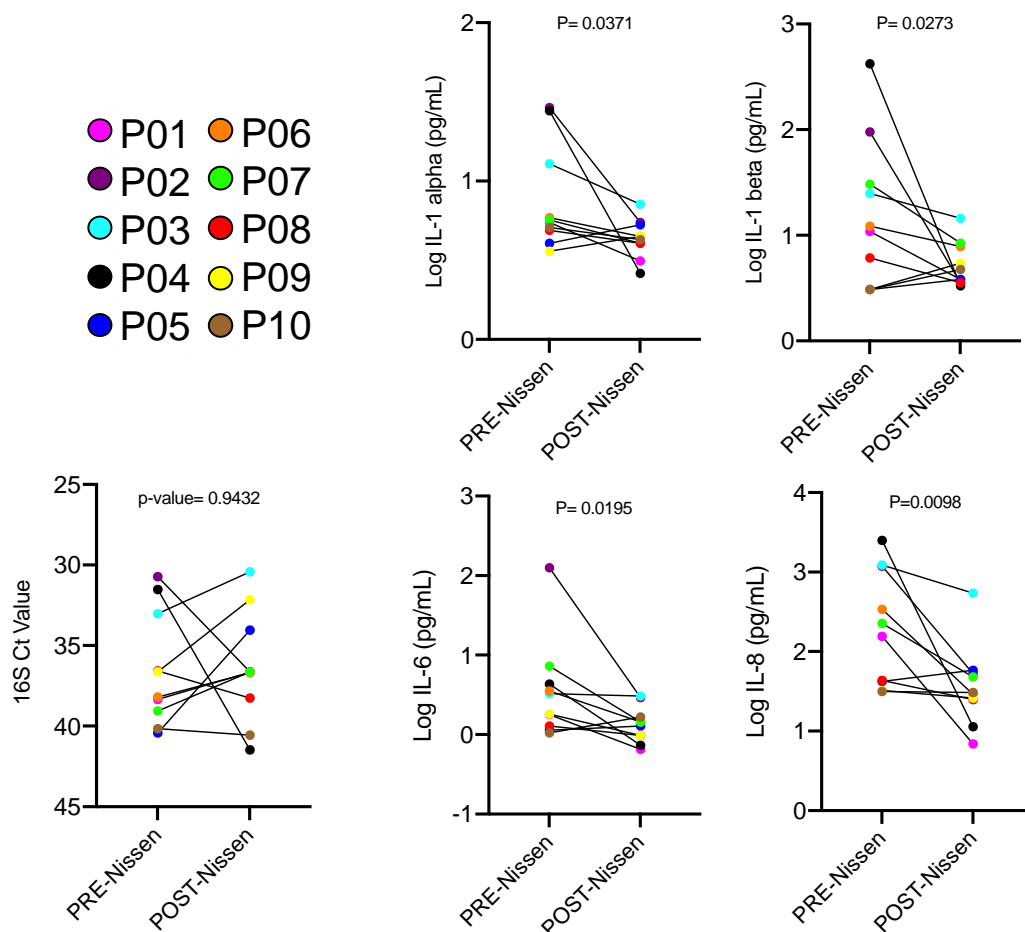 P01
P02
P03
P04
P05
P06
P07
P08
P09
P10
P= 0.0371
Log IL-1 alpha (pg/mL)
2
1
0
PRE-Nissen
POST-Nissen
P= 0.0273
Log IL-1 beta (pg/mL)
3
2
1
0
PRE-Nissen
POST-Nissen
p-value= 0.9432
16S Ct Value
25
30
35
40
45
PRE-Nissen
POST-Nissen
P= 0.0195
Log IL-6 (pg/mL)
3
2
1
0
-1
PRE-Nissen
POST-Nissen
P=0.0098
Log IL-8 (pg/mL)
4
3
2
1
0
PRE-Nissen
POST-Nissen